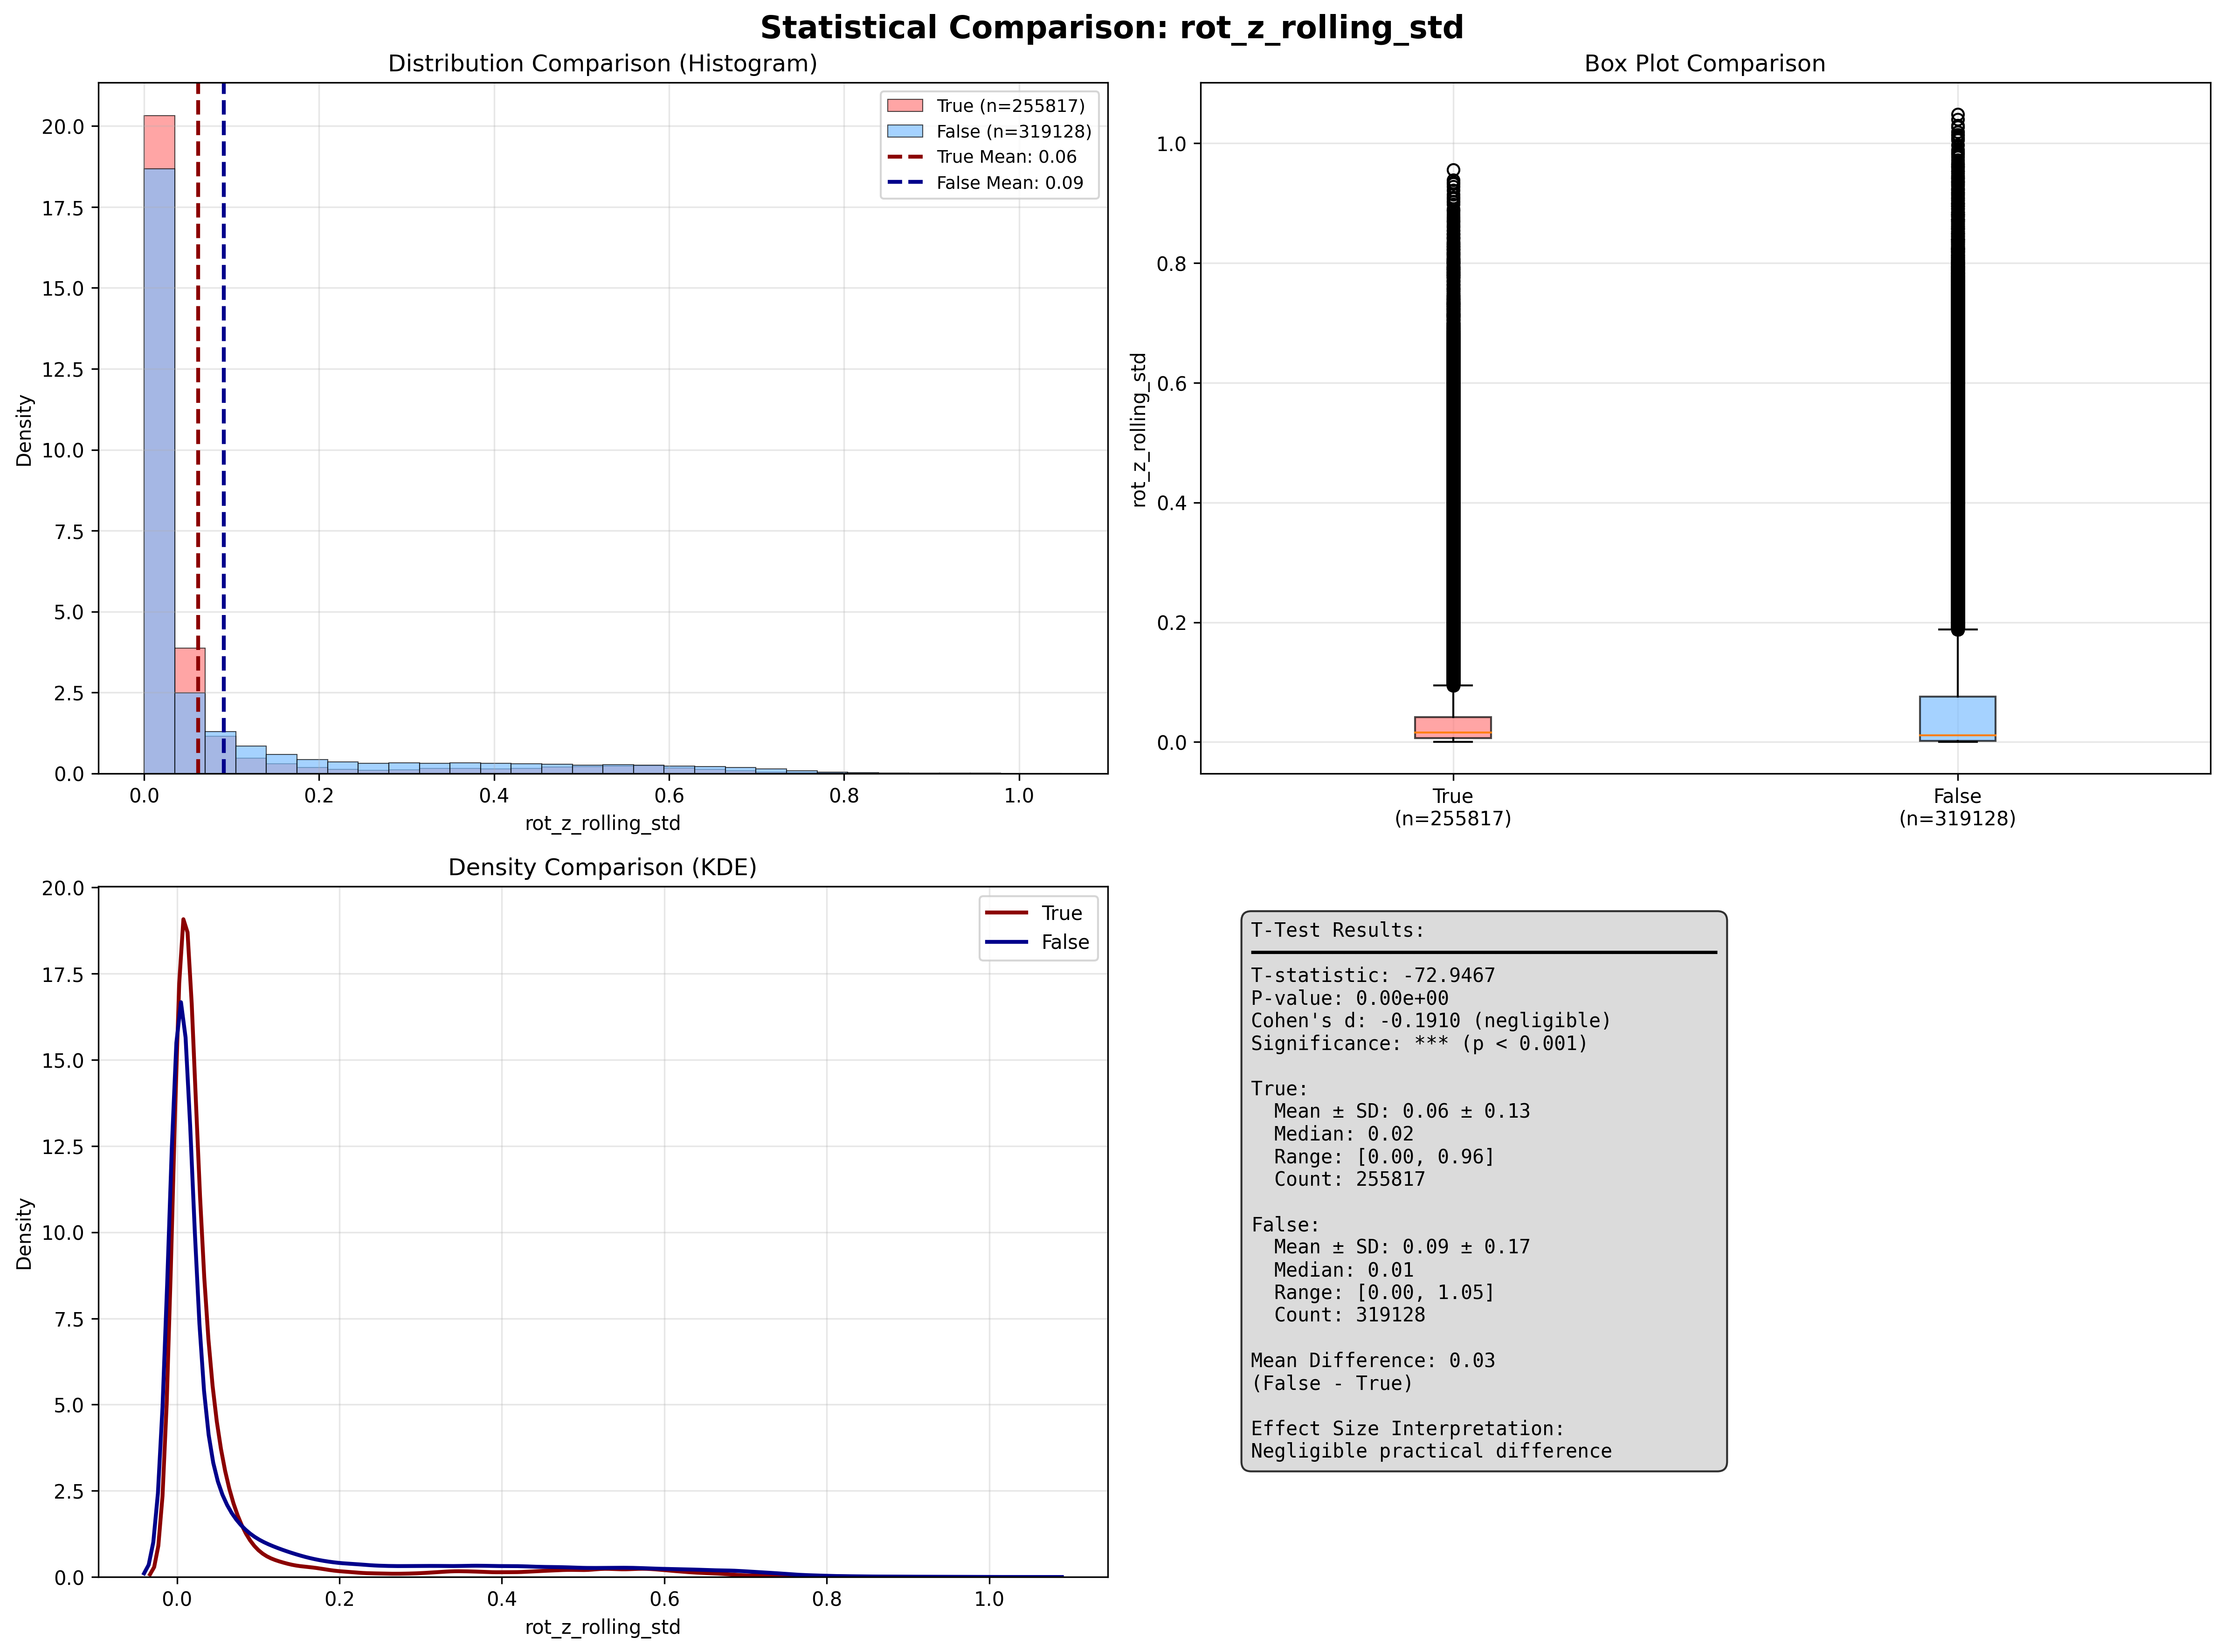 Statistical Comparison: rot_z_rolling_std
Distribution Comparison (Histogram)
Density
20.0
17.5
15.0
12.5
10.0
7.5
5.0
2.5
0.0
True (n=255817)
False (n=319128)
True Mean: 0.06
False Mean: 0.09
0.0 0.2 0.4 0.6 0.8 1.0
rot_z_rolling_std
Box Plot Comparison
rot_z_rolling_std
1.0
0.8
0.6
0.4
0.2
0.0
True
(n=255817)
False
(n=319128)
Density Comparison (KDE)
Density
20.0
17.5
15.0
12.5
10.0
7.5
5.0
2.5
0.0
True
False
0.0 0.2 0.4 0.6 0.8 1.0
rot_z_rolling_std
T-Test Results:
T-statistic: -72.9467
P-value: 0.00e+00
Cohen's d: -0.1910 (negligible)
Significance: *** (p < 0.001)
True:
Mean ± SD: 0.06 ± 0.13
Median: 0.02
Range: [0.00, 0.96]
Count: 255817
False:
Mean ± SD: 0.09 ± 0.17
Median: 0.01
Range: [0.00, 1.05]
Count: 319128
Mean Difference: 0.03
(False - True)
Effect Size Interpretation:
Negligible practical difference